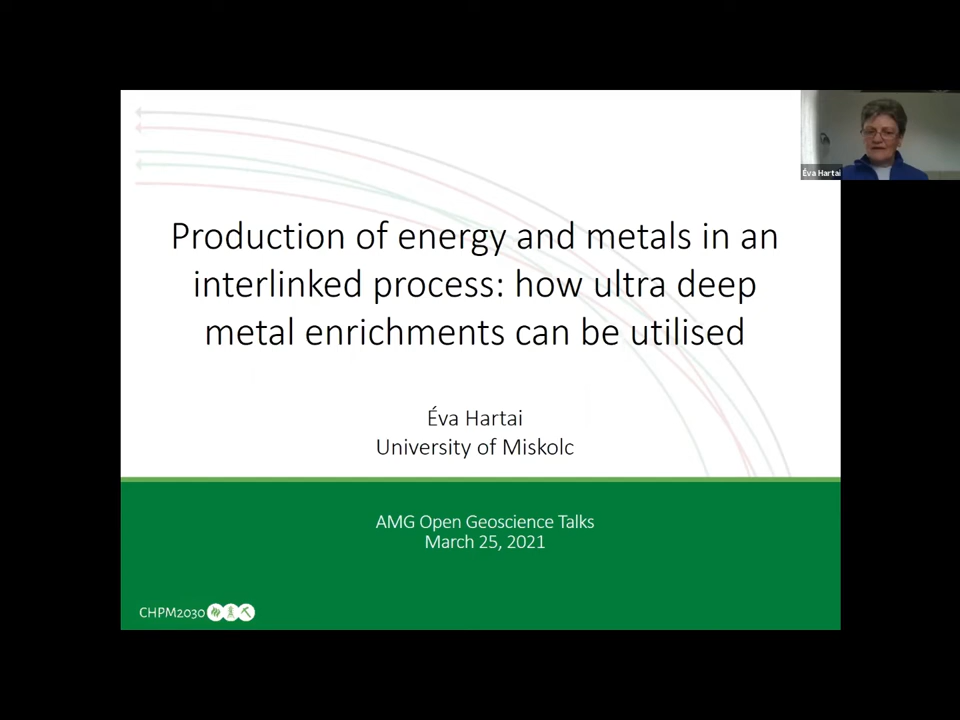 Éva Hartai
Production of energy and metals in an
interlinked process: how ultra deep
metal enrichments can be utilised
Éva Hartai
University of Miskolc
AMG Open Geoscience Talks
March 25, 2021
CHPM2030